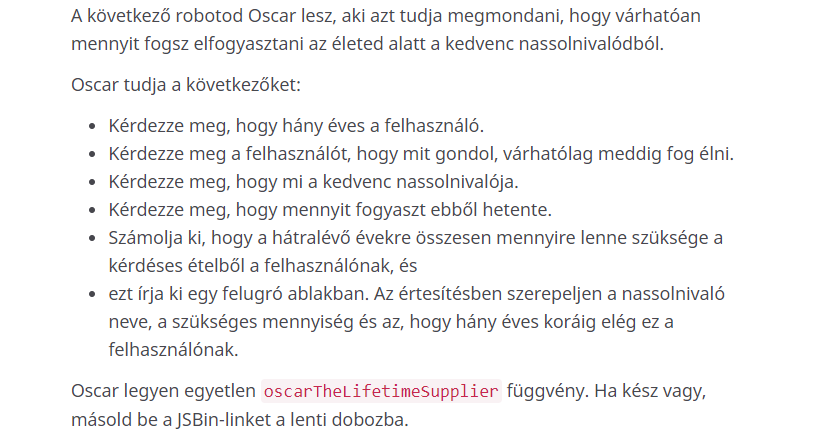 A következő robotod Oscar lesz, aki azt tudja megmondani, hogy várhatóan
mennyit fogsz elfogyasztani az életed alatt a kedvenc nassolnivalódból.
Oscar tudja a következőket:
• Kérdezze meg, hogy hány éves a felhasználó.
• Kérdezze meg a felhasználót, hogy mit gondol, várhatólag meddig fog élni.
• Kérdezze meg, hogy mi a kedvenc nassolnivalója.
• Kérdezze meg, hogy mennyit fogyaszt ebből hetente.
• Számolja ki, hogy a hátralévő évekre összesen mennyire lenne szüksége a
kérdéses ételből a felhasználónak, és
• ezt írja ki egy felugró ablakban. Az értesítésben szerepeljen a nassolnivaló
neve, a szükséges mennyiség és az, hogy hány éves koráig elég ez a
felhasználónak.
Oscar legyen egyetlen oscarTheLifetimeSupplier függvény. Ha kész vagy,
másold be a JSBin-linket a lenti dobozba.